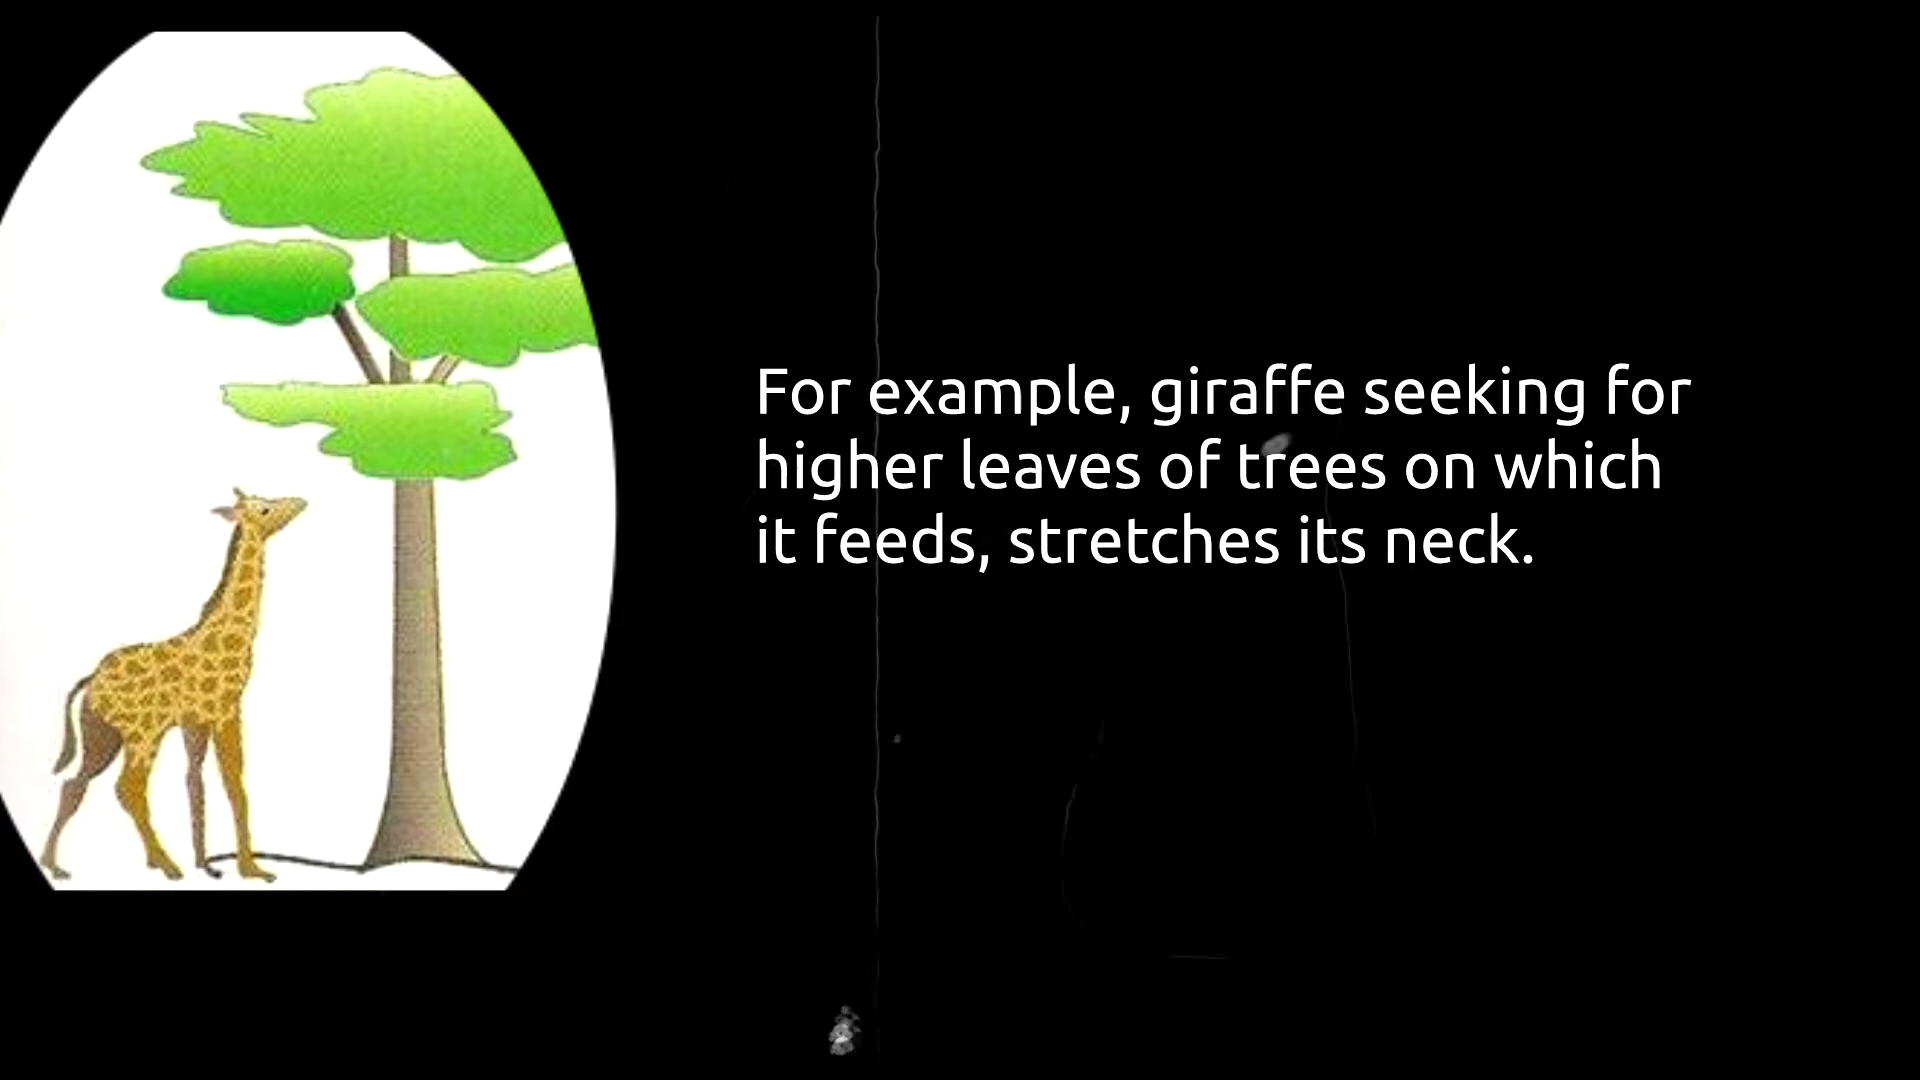 For example, giraffe seeking for
higher leaves of trees on which
it feeds, stretches its neck.